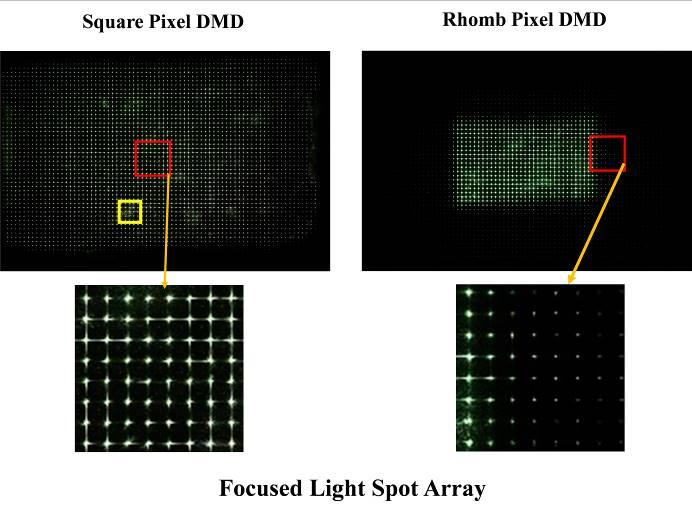 Square Pixel DMD
Rhomb Pixel DMD
Focused Light Spot Array